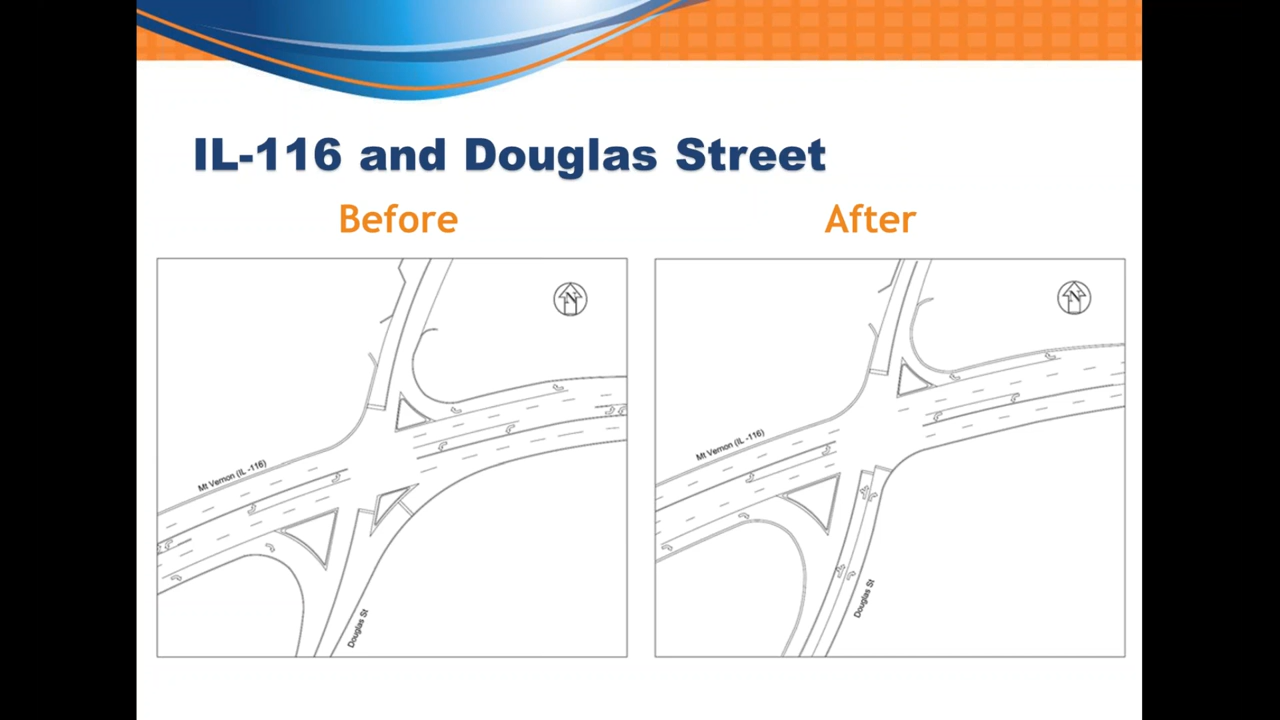 IL-116 and Douglas Street
Before
After
N
N
Mt Vernon (IL -116)
Mt Vernon (IL -116)
Douglas St
Douglas St